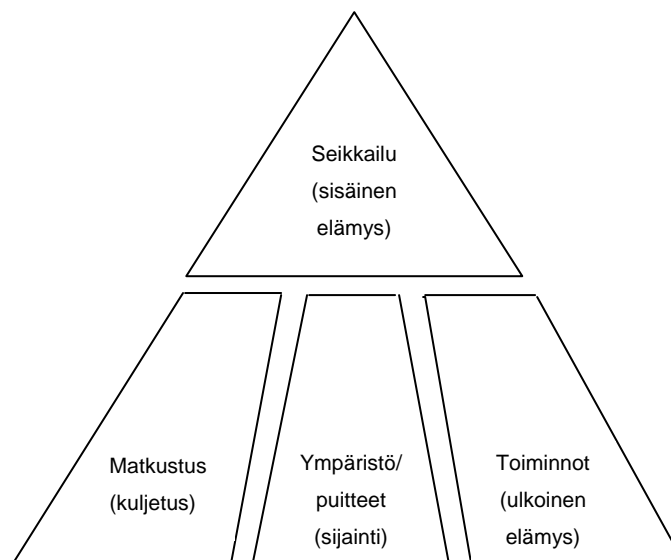 Seikkailu
(sisäinen
elämys)
Matkustus
(kuljetus)
Ympäristö/
puitteet
(sijainti)
Toiminnot
(ulkoinen
elämys)